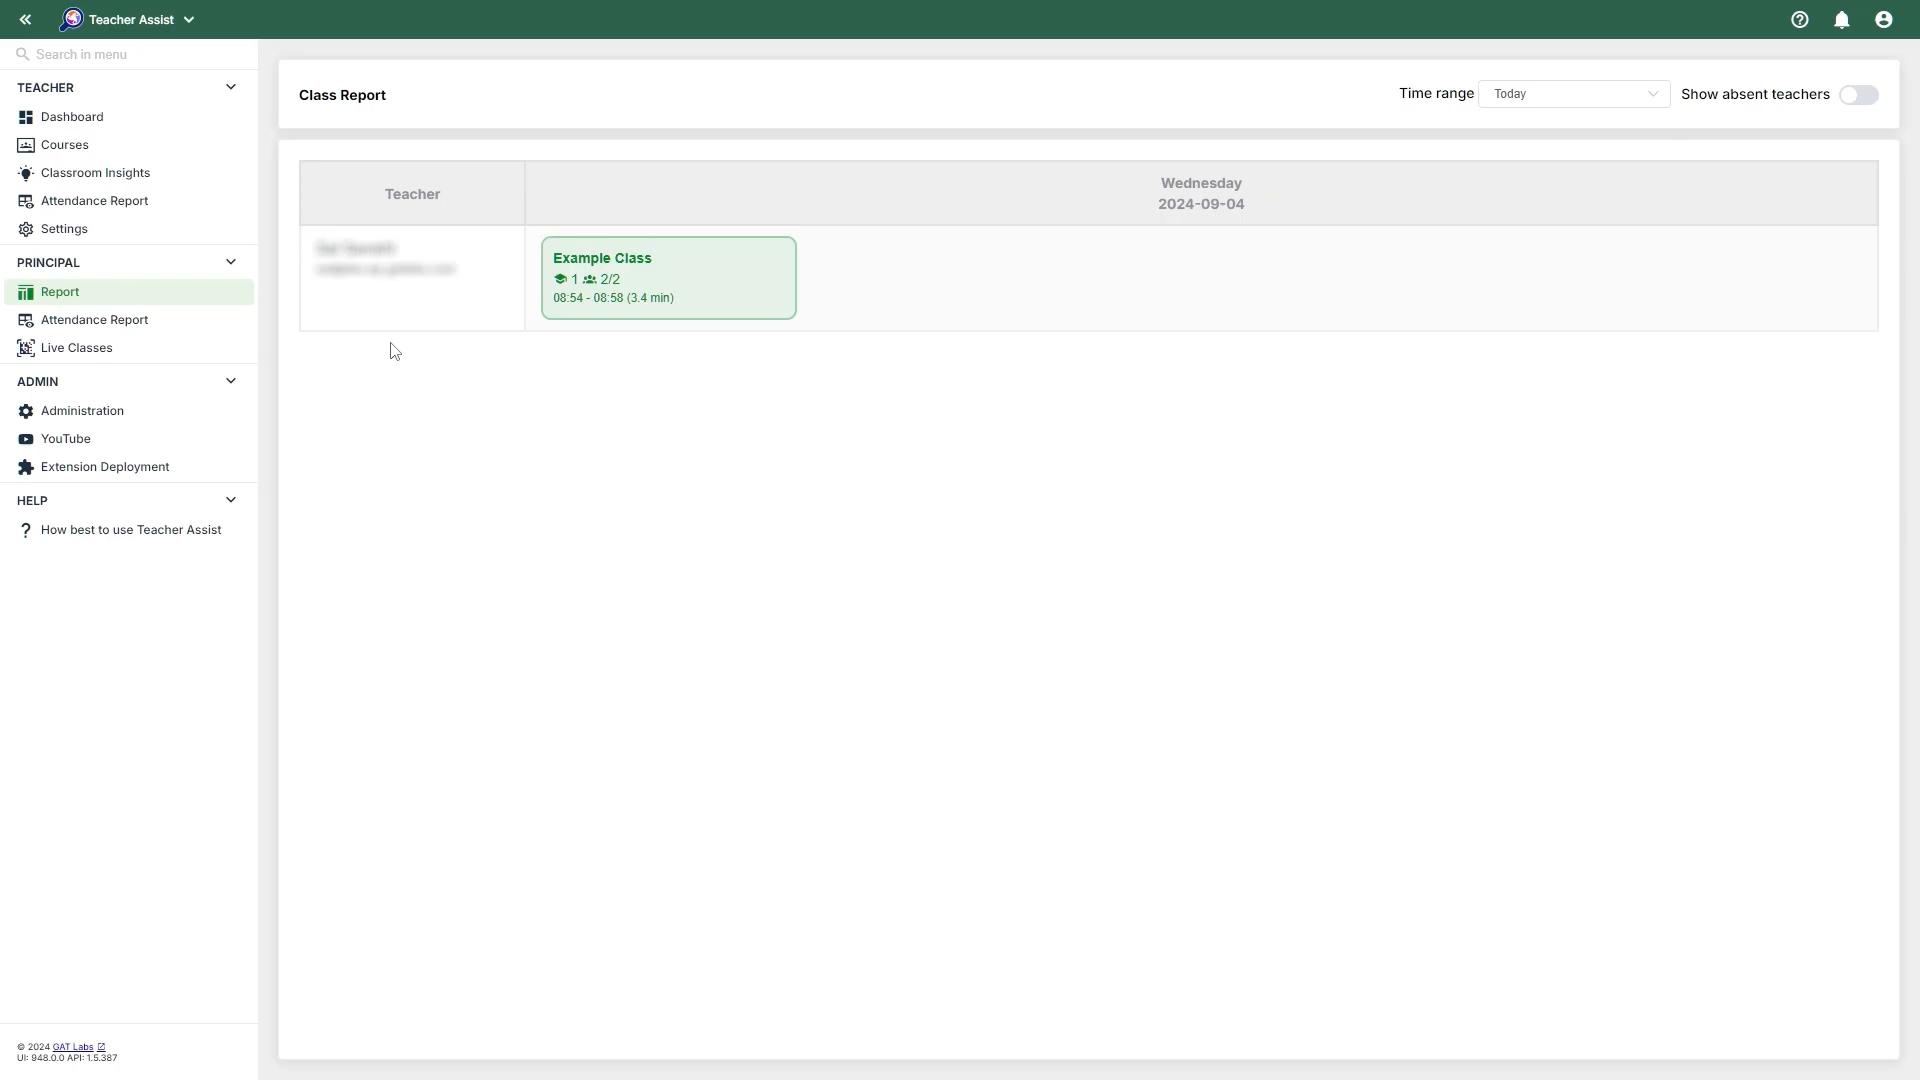 Teacher Assist
Search in menu
TEACHER
Dashboard
Courses
Classroom Insights
Attendance Report
Settings
PRINCIPAL
Report
Attendance Report
Live Classes
ADMIN
Administration
YouTube
Extension Deployment
HELP
How best to use Teacher Assist
© 2024 GAT Labs
UI: 948.0.0 API: 1.5.387
Class Report
Time range Today Show absent teachers
Teacher
Wednesday
2024-09-04
Example Class
1 2/2
08:54 - 08:58 (3.4 min)